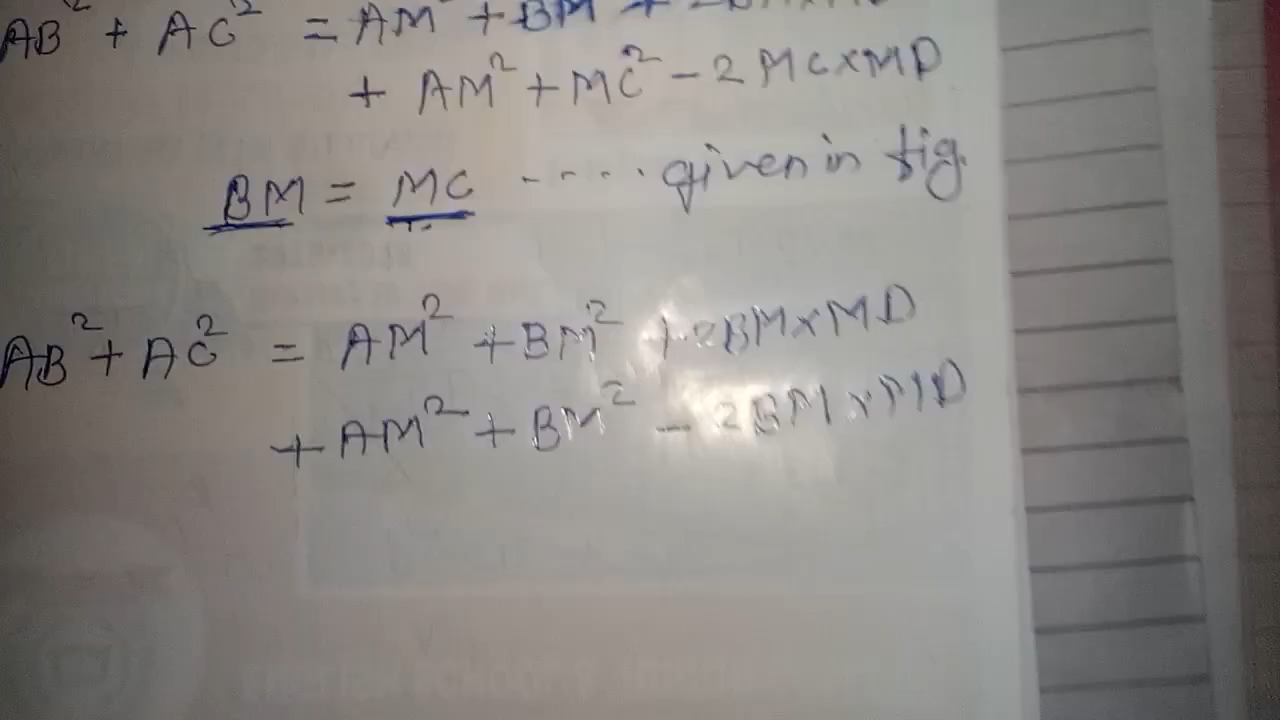 AB² + AC² = AM² + BM² + 2BM×MD
+ AM² + MC² - 2MC×MD
BM = MC ----. given in fig.
AB² + AC² = AM² + BM² + 2BM×MD
+ AM² + BM² - 2BM×MD